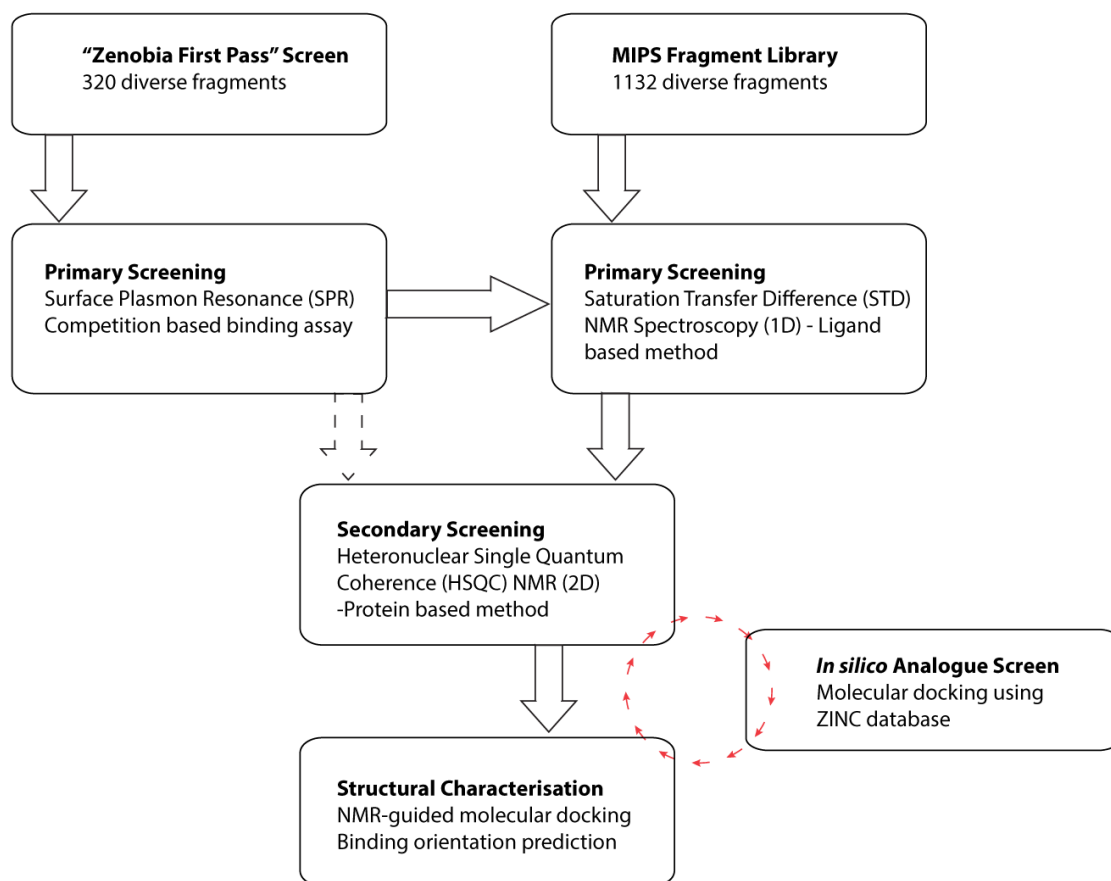 “Zenobia First Pass” Screen
320 diverse fragments
MIPS Fragment Library
1132 diverse fragments
Primary Screening
Surface Plasmon Resonance (SPR)
Competition based binding assay
Primary Screening
Saturation Transfer Difference (STD)
NMR Spectroscopy (1D) - Ligand
based method
Secondary Screening
Heteronuclear Single Quantum
Coherence (HSQC) NMR (2D)
-Protein based method
In silico Analogue Screen
Molecular docking using
ZINC database
Structural Characterisation
NMR-guided molecular docking
Binding orientation prediction